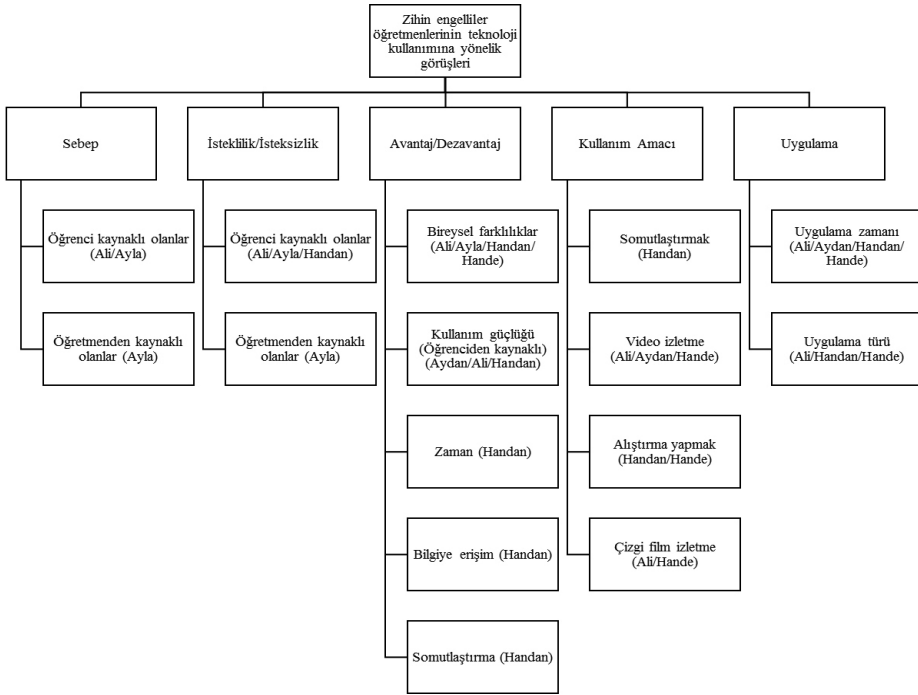 Zihin engelliler
öğretmenlerinin teknoloji
kullanımına yönelik
görüşleri
Sebep
Öğrenci kaynaklı olanlar
(Ali/Ayla)
Öğretmenden kaynaklı
olanlar (Ayla)
İsteklilik/İsteksizlik
Öğrenci kaynaklı olanlar
(Ali/Ayla/Handan)
Öğretmenden kaynaklı
olanlar (Ayla)
Avantaj/Dezavantaj
Bireysel farklılıklar
(Ali/Ayla/Handan/
Hande)
Kullanım güçlüğü
(Öğrenciden kaynaklı)
(Aydan/Ali/Handan)
Zaman (Handan)
Bilgiye erişim (Handan)
Somutlaştırma (Handan)
Kullanım Amacı
Somutlaştırmak
(Handan)
Video izletme
(Ali/Aydan/Hande)
Alıştırma yapmak
(Handan/Hande)
Çizgi film izletme
(Ali/Hande)
Uygulama
Uygulama zamanı
(Ali/Aydan/Handan/
Hande)
Uygulama türü
(Ali/Handan/Hande)